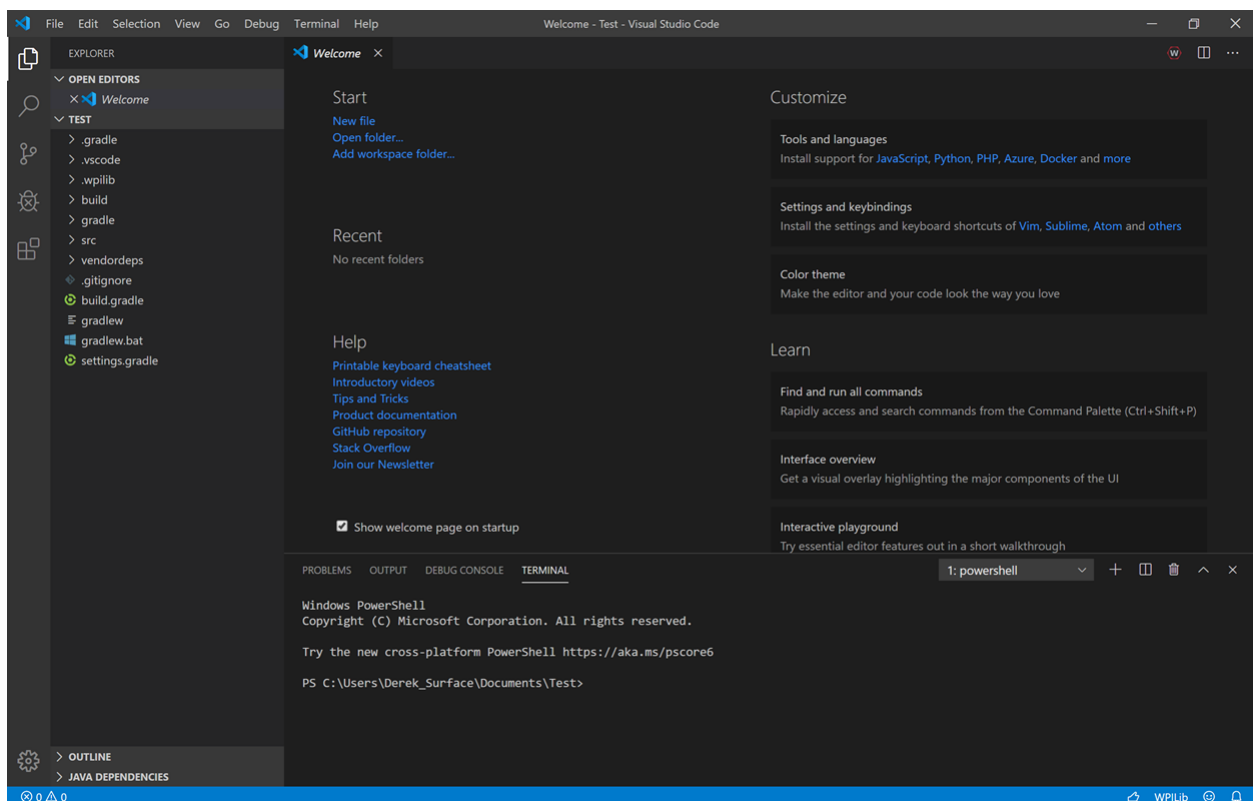 File Edit Selection View Go Debug Terminal Help
Welcome - Test - Visual Studio Code
EXPLORER
OPEN EDITORS
Welcome
TEST
.gradle
.vscode
.wpilib
build
gradle
src
vendordeps
.gitignore
build.gradle
gradlew
gradlew.bat
settings.gradle
OUTLINE
JAVA DEPENDENCIES
Welcome
W
Start
New file
Open folder...
Add workspace folder...
Recent
No recent folders
Help
Printable keyboard cheatsheet
Introductory videos
Tips and Tricks
Product documentation
GitHub repository
Stack Overflow
Join our Newsletter
Show welcome page on startup
Customize
Tools and languages
Install support for JavaScript, Python, PHP, Azure, Docker and more
Settings and keybindings
Install the settings and keyboard shortcuts of Vim, Sublime, Atom and others
Color theme
Make the editor and your code look the way you love
Learn
Find and run all commands
Rapidly access and search commands from the Command Palette (Ctrl+Shift+P)
Interface overview
Get a visual overlay highlighting the major components of the UI
Interactive playground
Try essential editor features out in a short walkthrough
PROBLEMS OUTPUT DEBUG CONSOLE TERMINAL
1: powershell
Windows PowerShell
Copyright (C) Microsoft Corporation. All rights reserved.
Try the new cross-platform PowerShell https://aka.ms/pscore6
PS C:\Users\Derek_Surface\Documents\Test>
0 0
WPILib